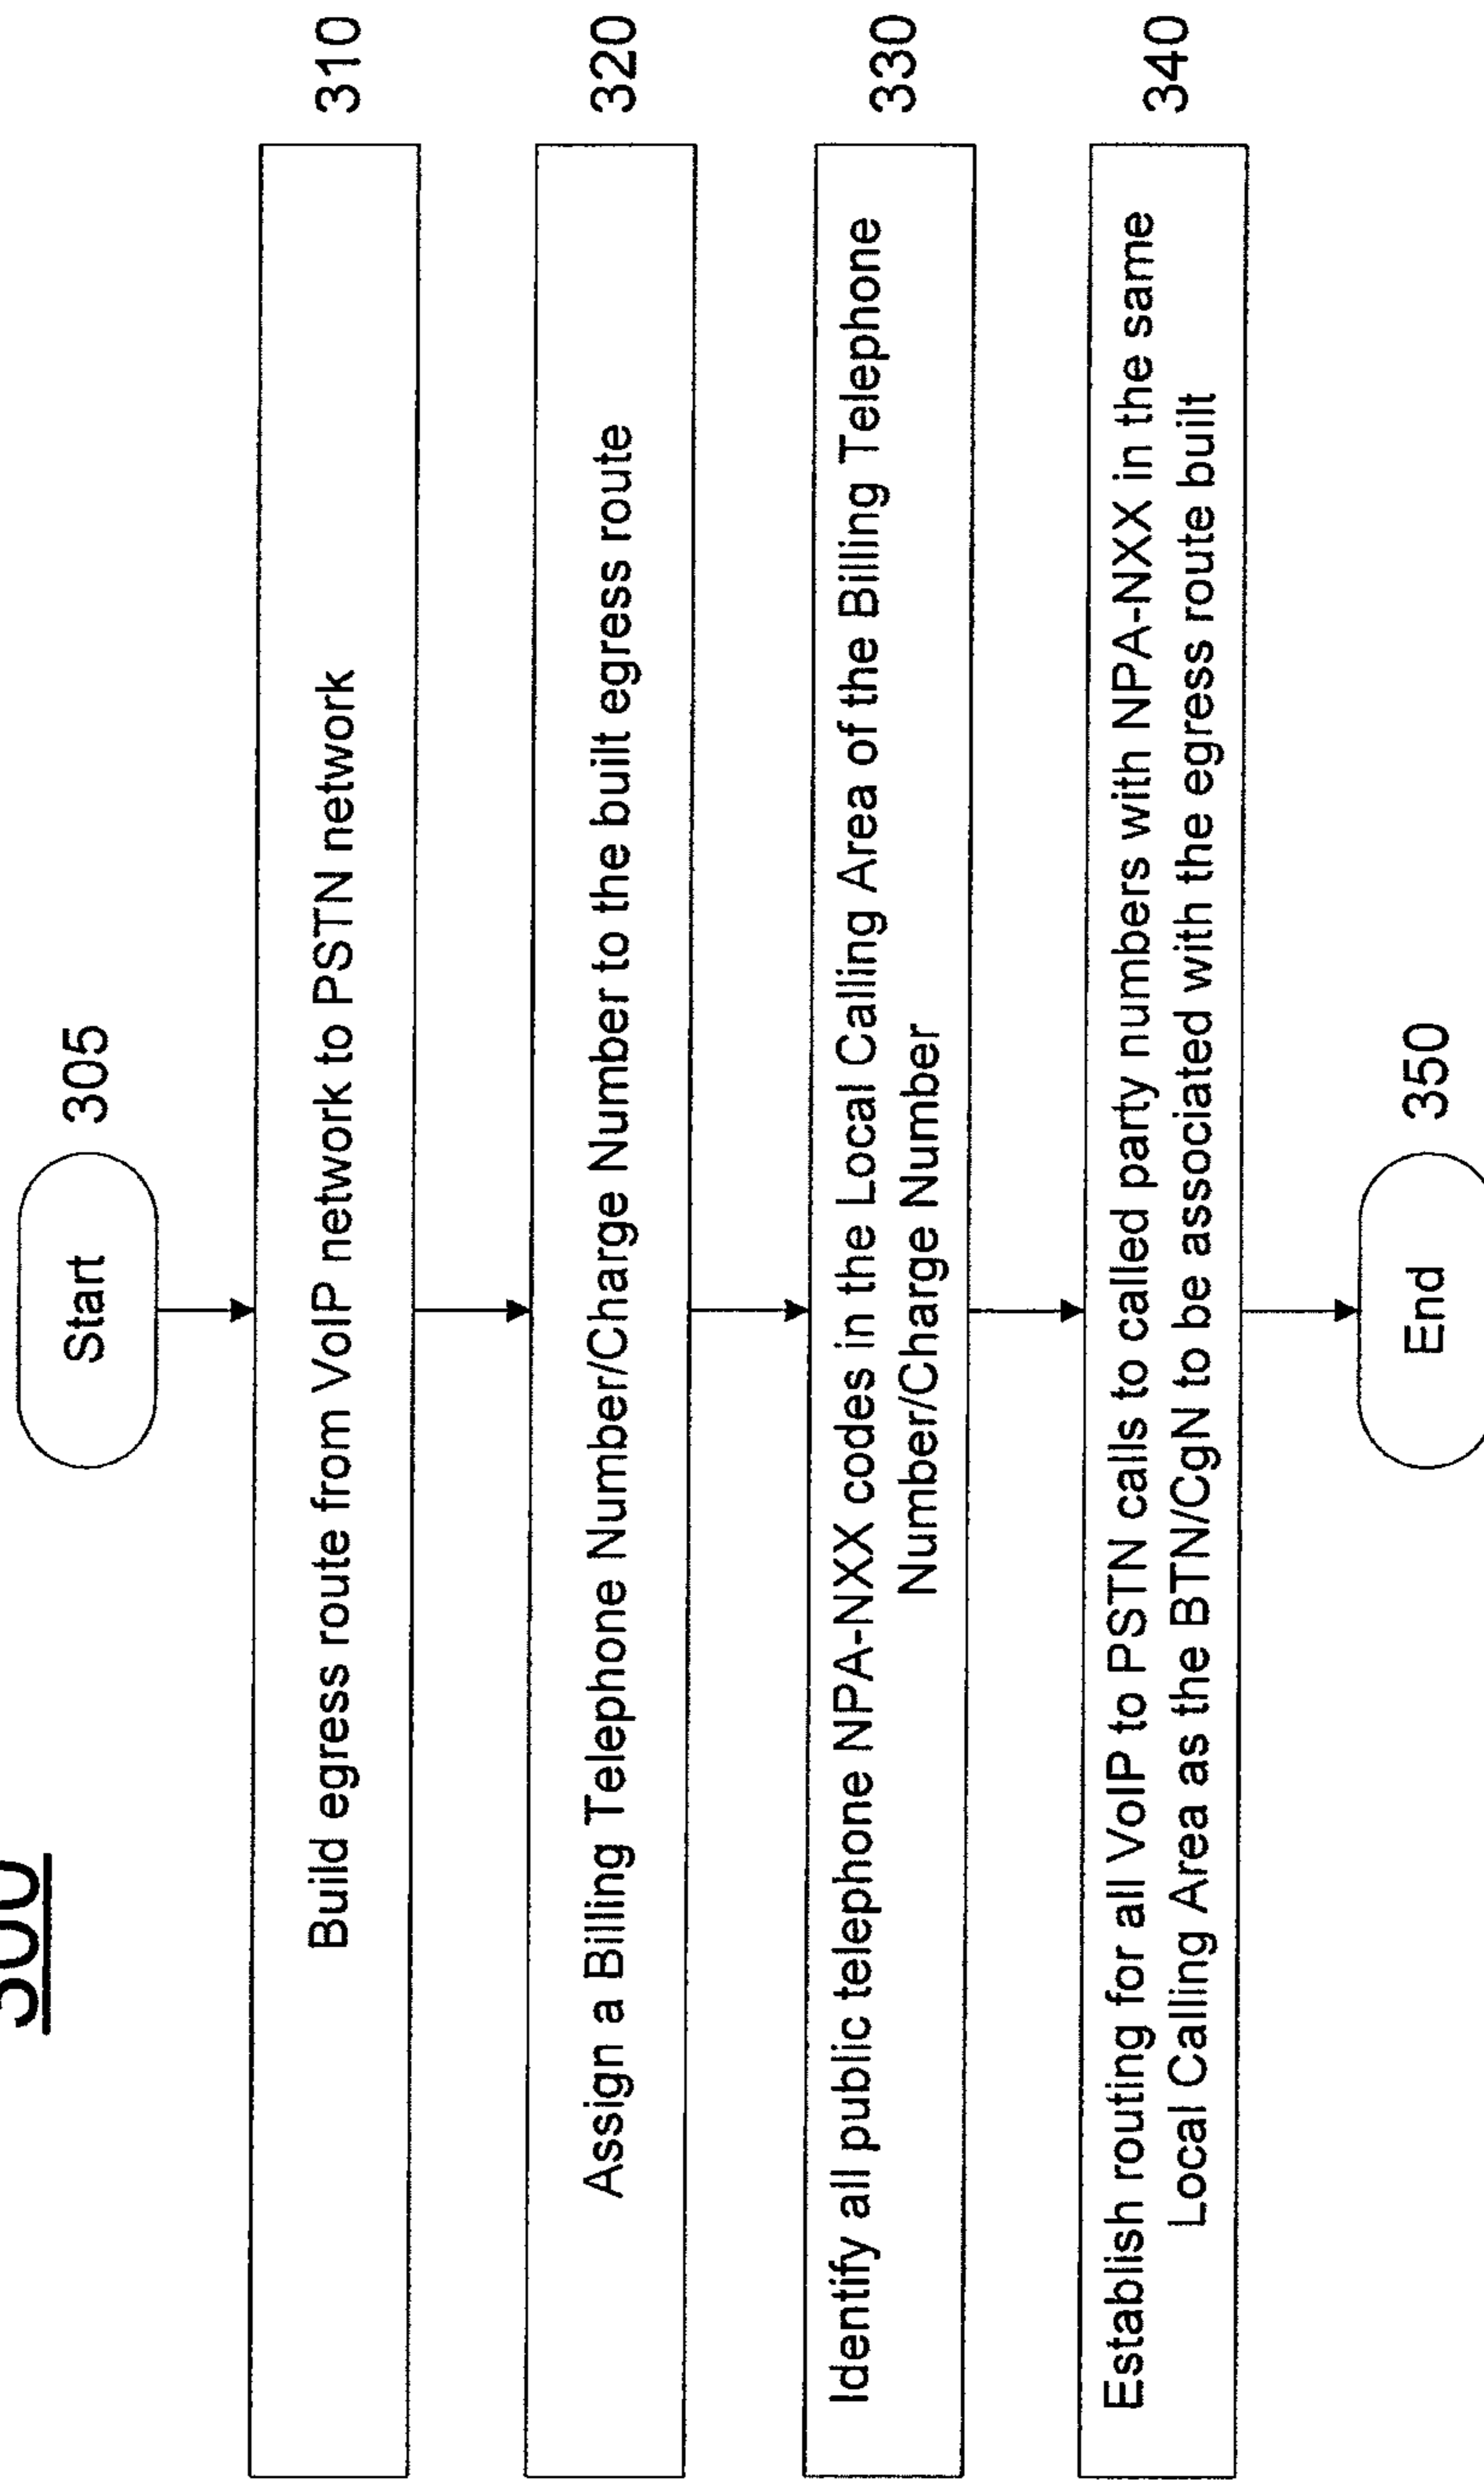 300
Start 305
Build egress route from VoIP network to PSTN network 310
Assign a Billing Telephone Number/Charge Number to the built egress route 320
Identify all public telephone NPA-NXX codes in the Local Calling Area of the Billing Telephone
Number/Charge Number
330
Establish routing for all VoIP to PSTN calls to called party numbers with NPA-NXX in the same
Local Calling Area as the BTN/CgN to be associated with the egress route built
340
End 350